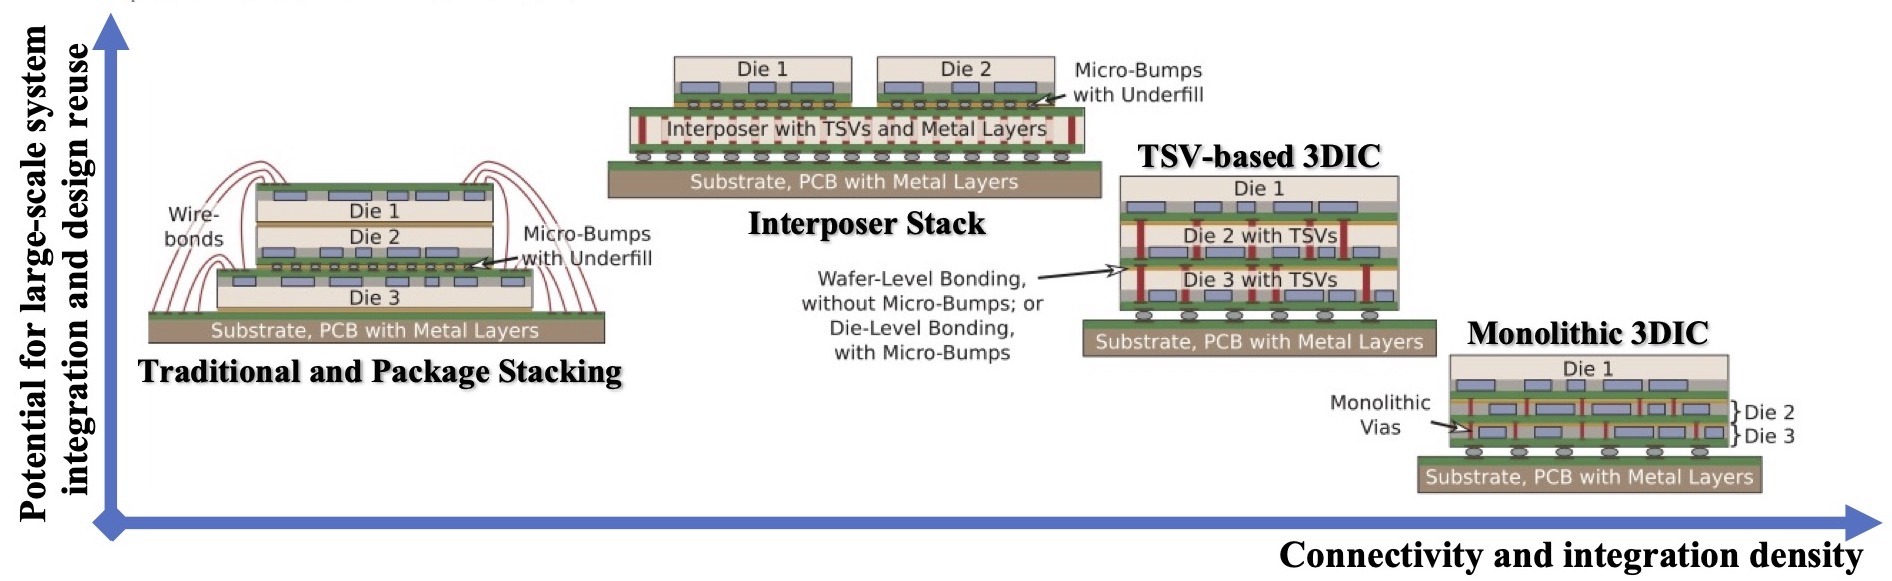 Potential for large-scale system
integration and design reuse
Wire-
bonds
Die 1
Die 2
Die 3
Micro-Bumps
with Underfill
Substrate, PCB with Metal Layers
Traditional and Package Stacking
Die 1
Die 2
Micro-Bumps
with Underfill
Interposer with TSVs and Metal Layers
Substrate, PCB with Metal Layers
Interposer Stack
TSV-based 3DIC
Die 1
Die 2 with TSVs
Die 3 with TSVs
Wafer-Level Bonding,
without Micro-Bumps; or
Die-Level Bonding,
with Micro-Bumps
Substrate, PCB with Metal Layers
Monolithic 3DIC
Die 1
Monolithic
Vias
Die 2
Die 3
Substrate, PCB with Metal Layers
Connectivity and integration density